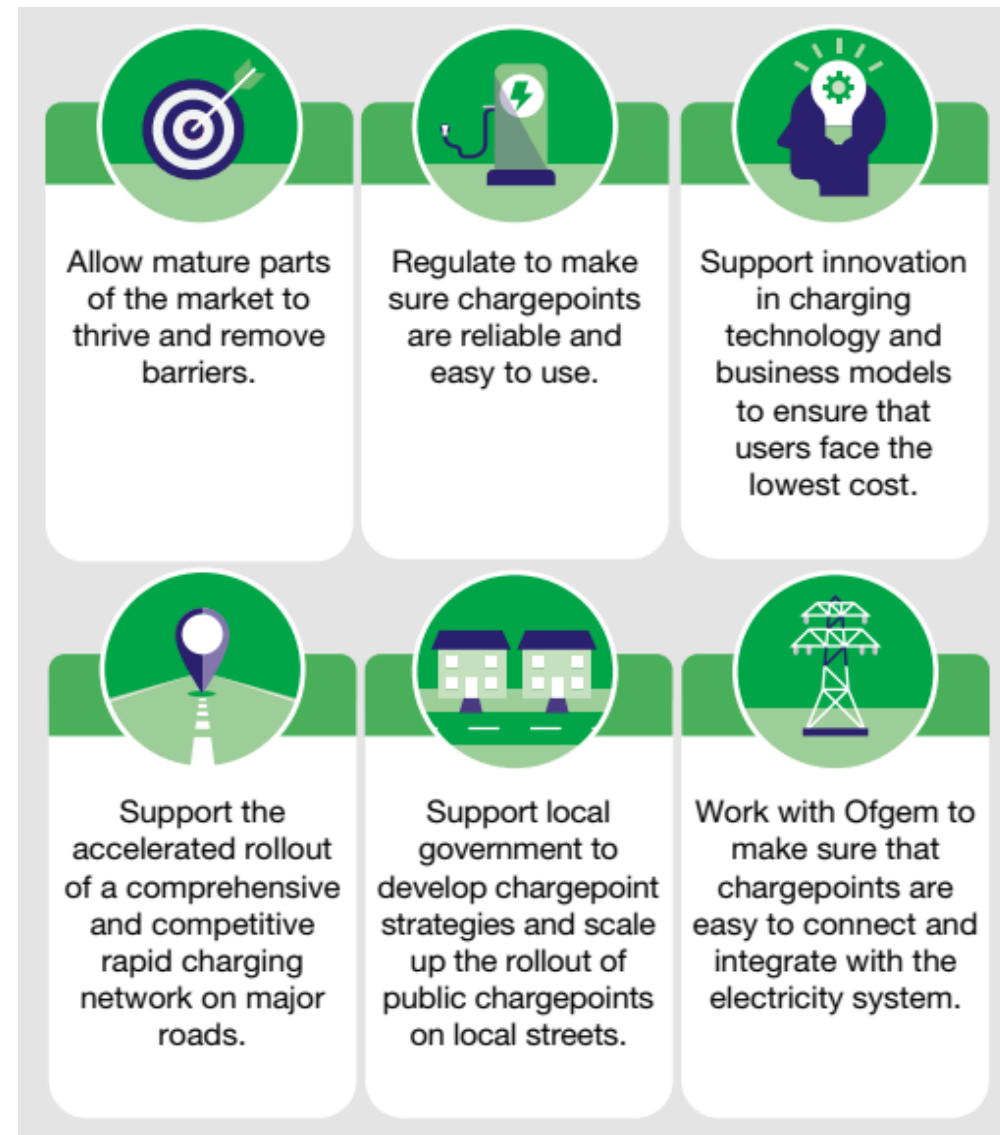 Allow mature parts
of the market to
thrive and remove
barriers.
Regulate to make
sure chargepoints
are reliable and
easy to use.
Support innovation
in charging
technology and
business models
to ensure that
users face the
lowest cost.
Support the
accelerated rollout
of a comprehensive
and competitive
rapid charging
network on major
roads.
Support local
government to
develop chargepoint
strategies and scale
up the rollout of
public chargepoints
on local streets.
Work with Ofgem to
make sure that
chargepoints are
easy to connect and
integrate with the
electricity system.